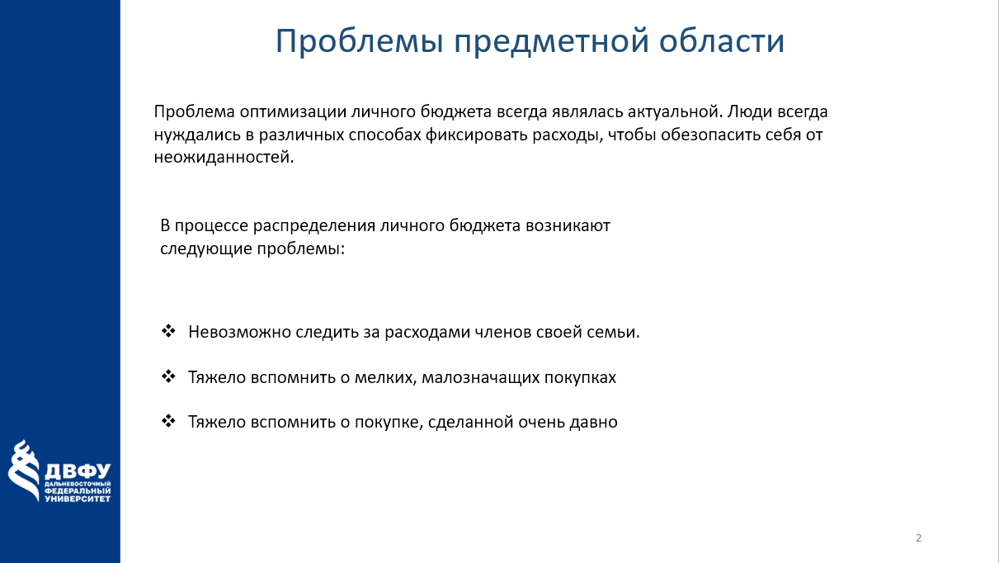 Проблемы предметной области
Проблема оптимизации личного бюджета всегда являлась актуальной. Люди всегда
нуждались в различных способах фиксировать расходы, чтобы обезопасить себя от
неожиданностей.
В процессе распределения личного бюджета возникают
следующие проблемы:
❖ Невозможно следить за расходами членов своей семьи.
❖ Тяжело вспомнить о мелких, малозначащих покупках
❖ Тяжело вспомнить о покупке, сделанной очень давно
ДВФУ
ДАЛЬНЕВОСТОЧНЫЙ
ФЕДЕРАЛЬНЫЙ
УНИВЕРСИТЕТ
2